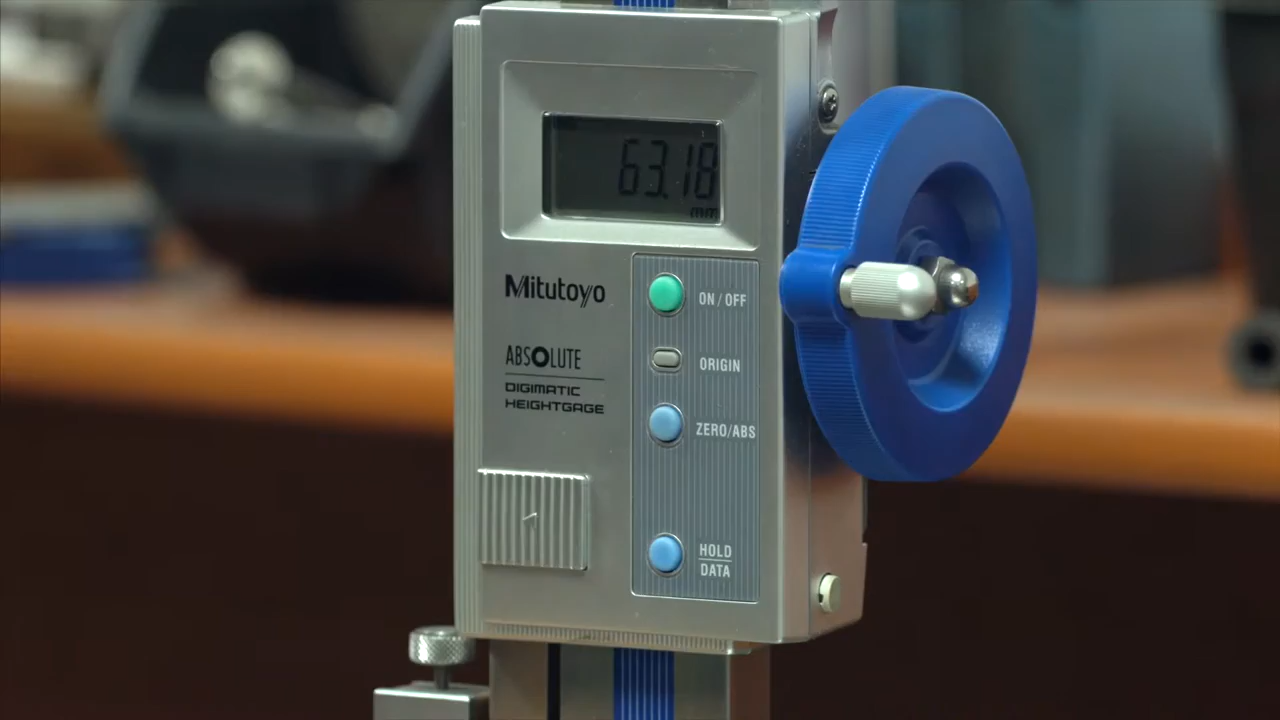 63.18
mm
Mitutoyo
ABSOLUTE
DIGIMATIC
HEIGHTGAGE
ON / OFF
ORIGIN
ZERO/ABS
HOLD
DATA